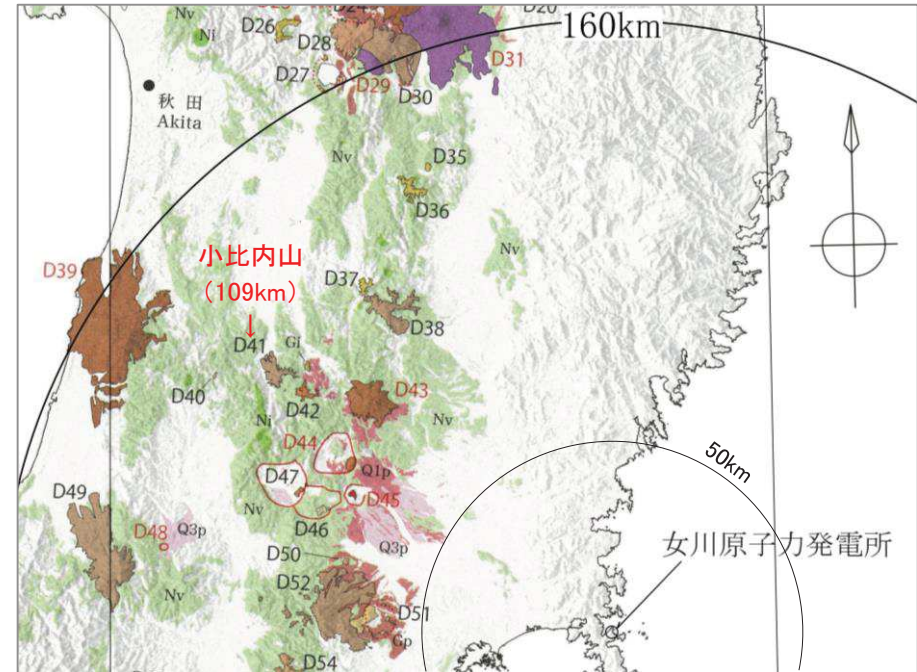 D20
160km
D26
Nv
Ni
D28
D27
D29
D30
D31
秋田
Akita
Nv
D35
D36
小比内山
(109km)
Nv
D39
D37
D38
D41
Gi
D40
D42
D43
Ni
Nv
D44
50km
D47
Q1p
D49
D45
D48
Q3p
Nv
D46
Q3p
女川原子力発電所
D50
D52
Nv
D51
Gp
D54